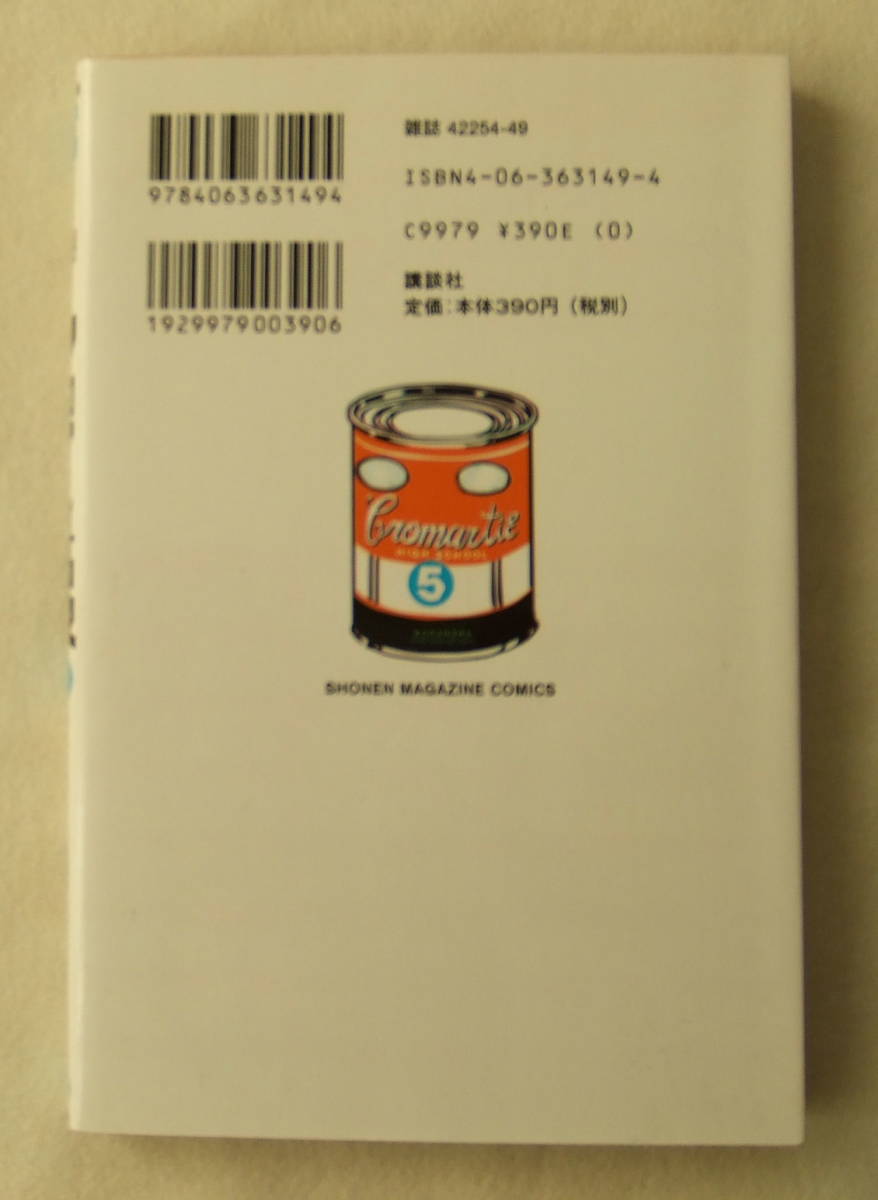 9784063631494
1929979003906
雑誌 42254-49
ISBN4-06-363149-4
C9979 ¥390E (0)
講談社
定価:本体390円(税別)
Cromartie
HIGH SCHOOL
5
SHONEN MAGAZINE COMICS